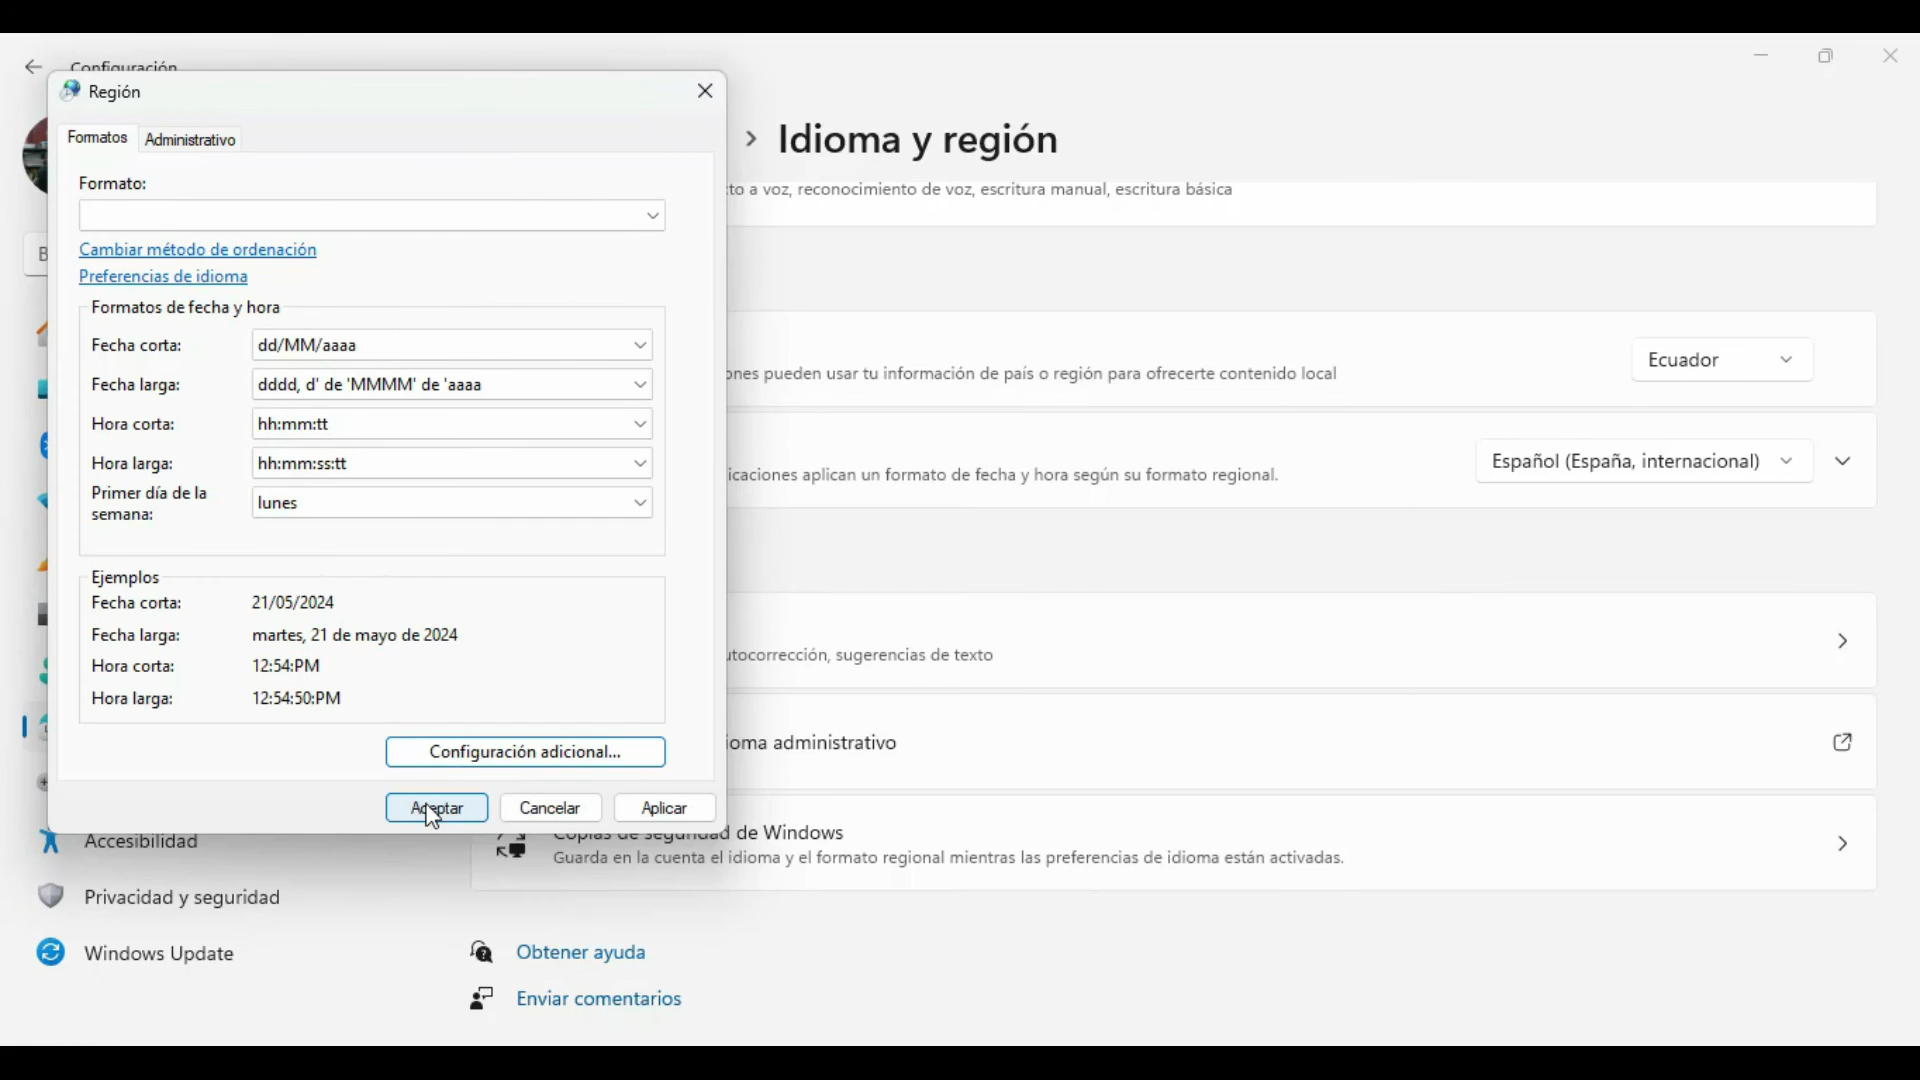 Configuración
Región
Formatos
Administrativo
Formato:
Cambiar método de ordenación
Preferencias de idioma
Formatos de fecha y hora
Fecha corta: dd/MM/aaaa
Fecha larga: dddd, d' de 'MMMM' de 'aaaa
Hora corta: hh:mm:tt
Hora larga: hh:mm:ss:tt
Primer día de la
semana: lunes
Ejemplos
Fecha corta: 21/05/2024
Fecha larga: martes, 21 de mayo de 2024
Hora corta: 12:54:PM
Hora larga: 12:54:50:PM
Configuración adicional...
Aceptar Cancelar Aplicar
> Idioma y región
to a voz, reconocimiento de voz, escritura manual, escritura básica
Ecuador
pueden usar tu información de país o región para ofrecerte contenido local
Español (España, internacional)
aplican un formato de fecha y hora según su formato regional.
sugerencias de texto
administrativo
Copias de seguridad de Windows
Guarda en la cuenta el idioma y el formato regional mientras las preferencias de idioma están activadas.
Accesibilidad
Privacidad y seguridad
Windows Update
Obtener ayuda
Enviar comentarios